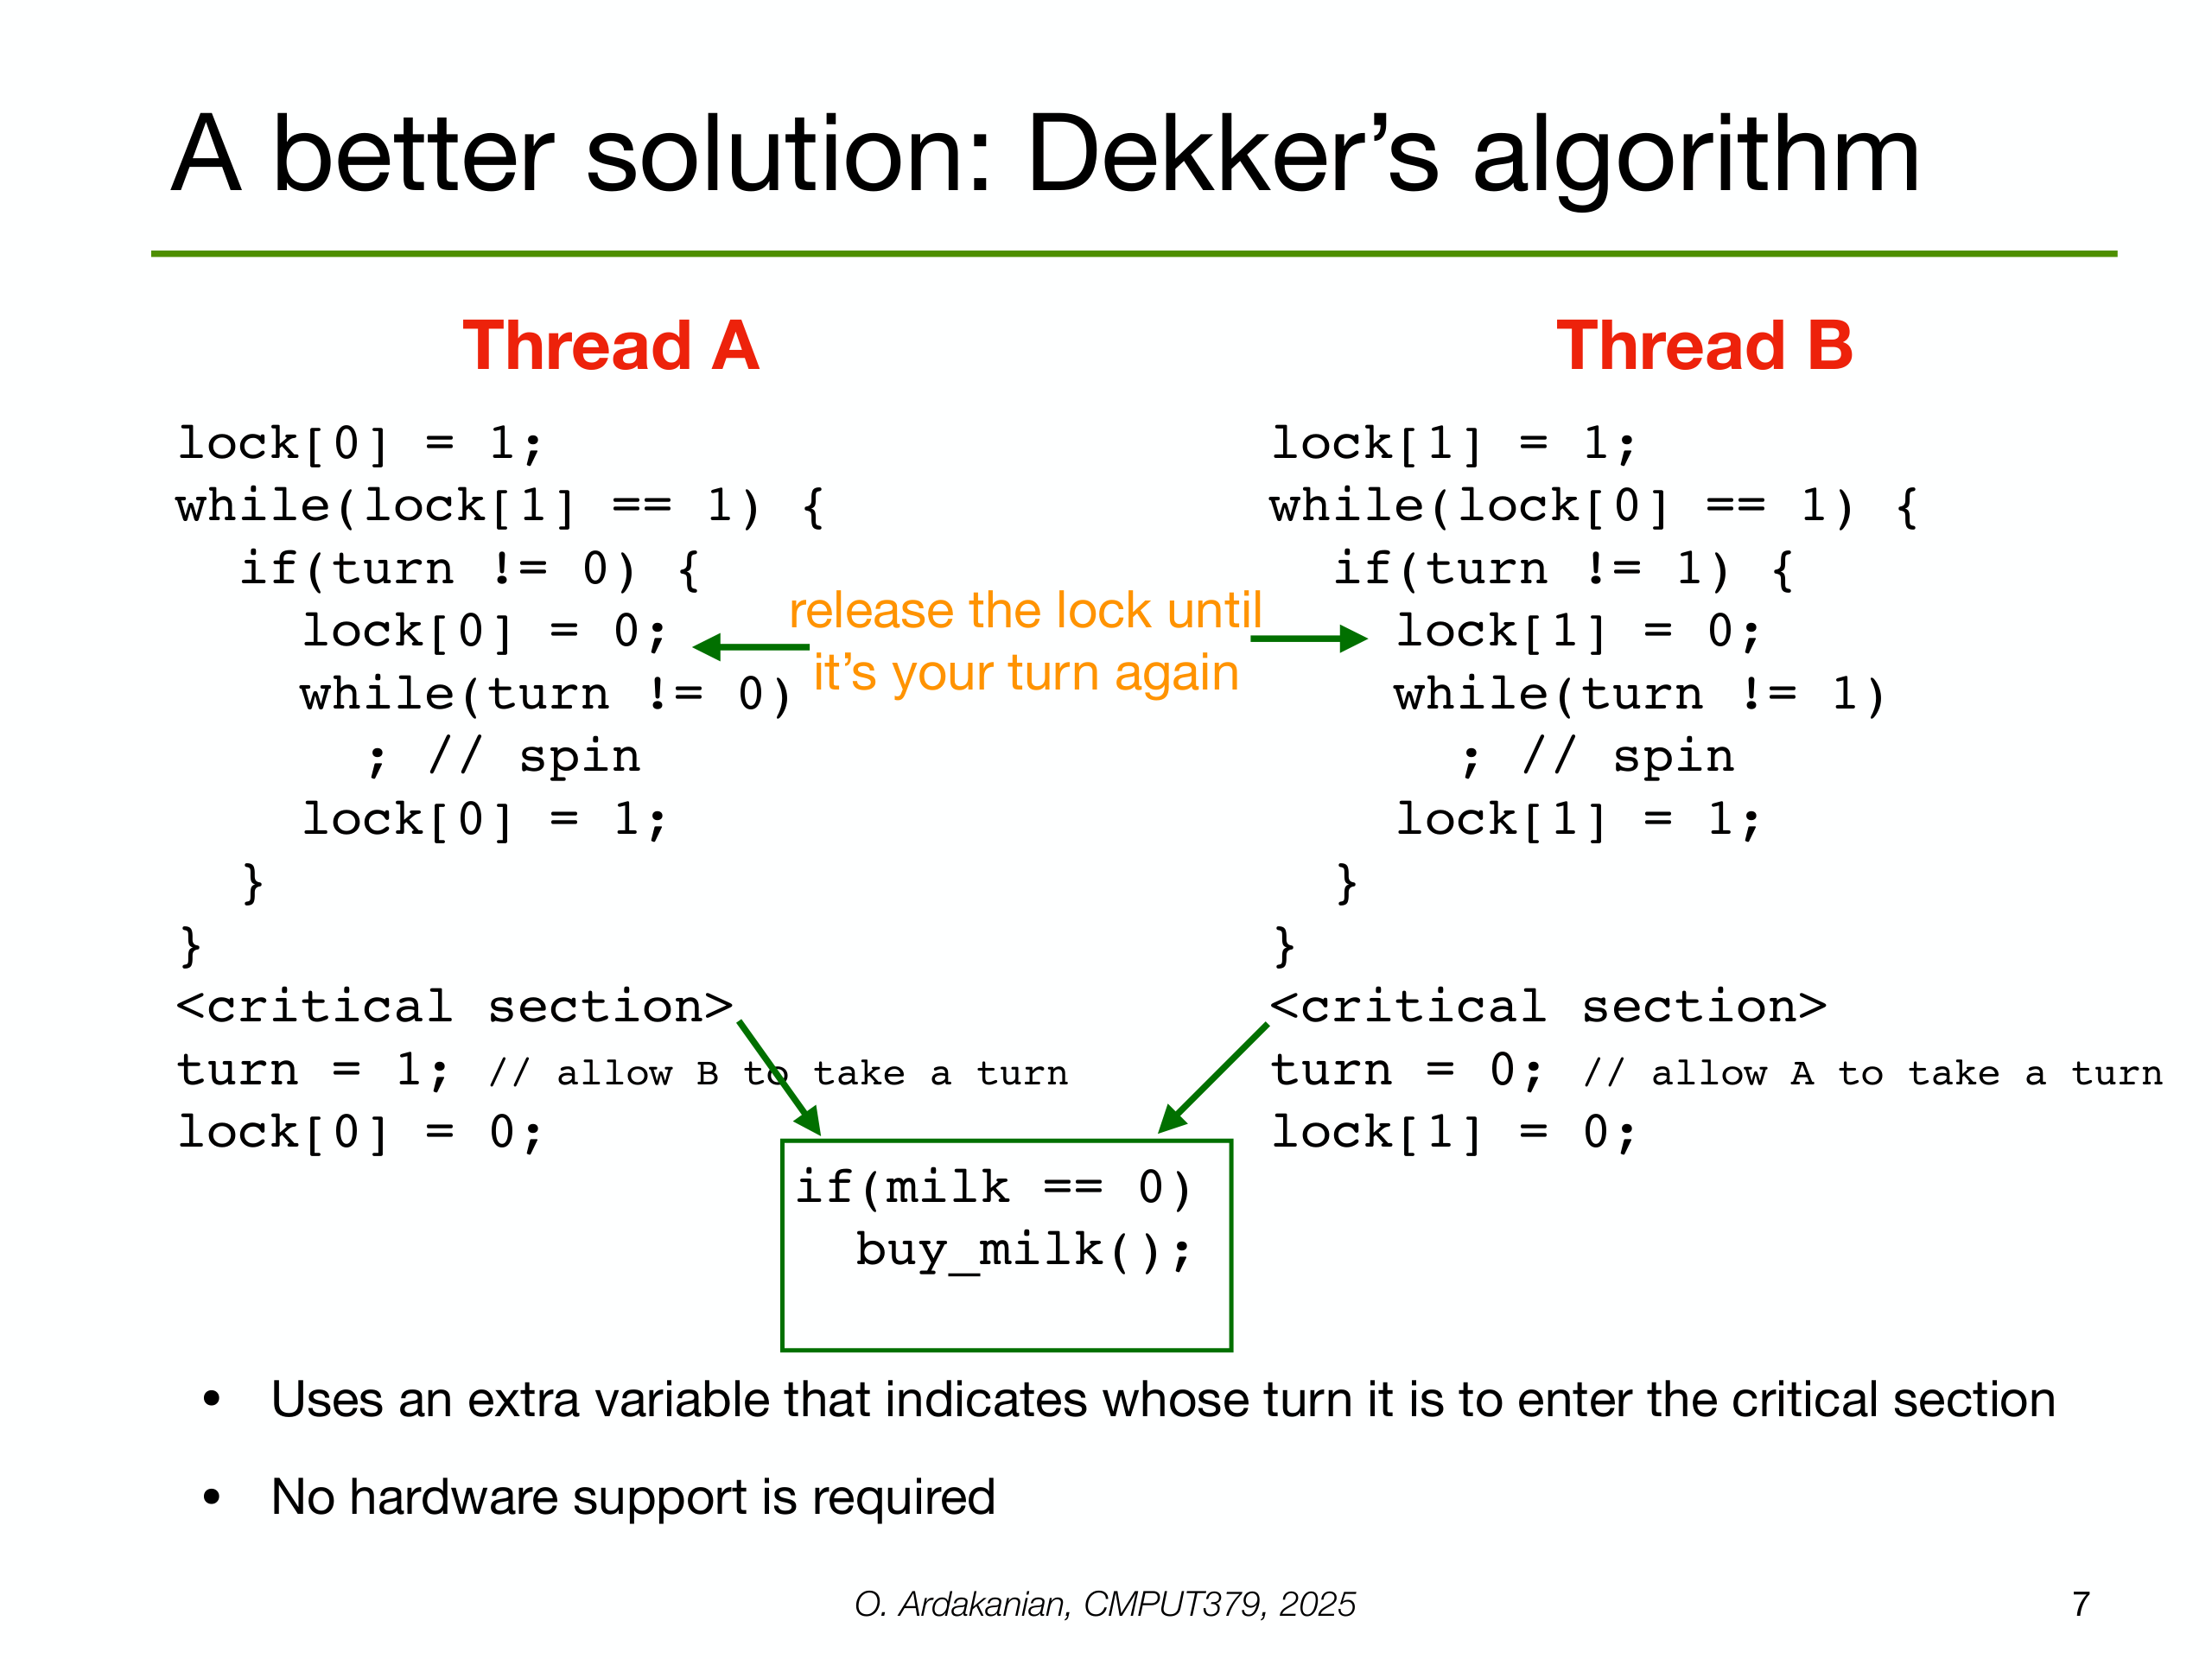 A better solution: Dekker’s algorithm
Thread A
lock[0] = 1;
while(lock[1] == 1) {
if(turn != 0) {
lock[0] = 0;
while(turn != 0)
; // spin
lock[0] = 1;
}
}
<critical section>
turn = 1; // allow B to take a turn
lock[0] = 0;
release the lock until
it’s your turn again
Thread B
lock[1] = 1;
while(lock[0] == 1) {
if(turn != 1) {
lock[1] = 0;
while(turn != 1)
; // spin
lock[1] = 1;
}
}
<critical section>
turn = 0; // allow A to take a turn
lock[1] = 0;
if(milk == 0)
buy_milk();
• Uses an extra variable that indicates whose turn it is to enter the critical section
• No hardware support is required
O. Ardakanian, CMPUT379, 2025
7